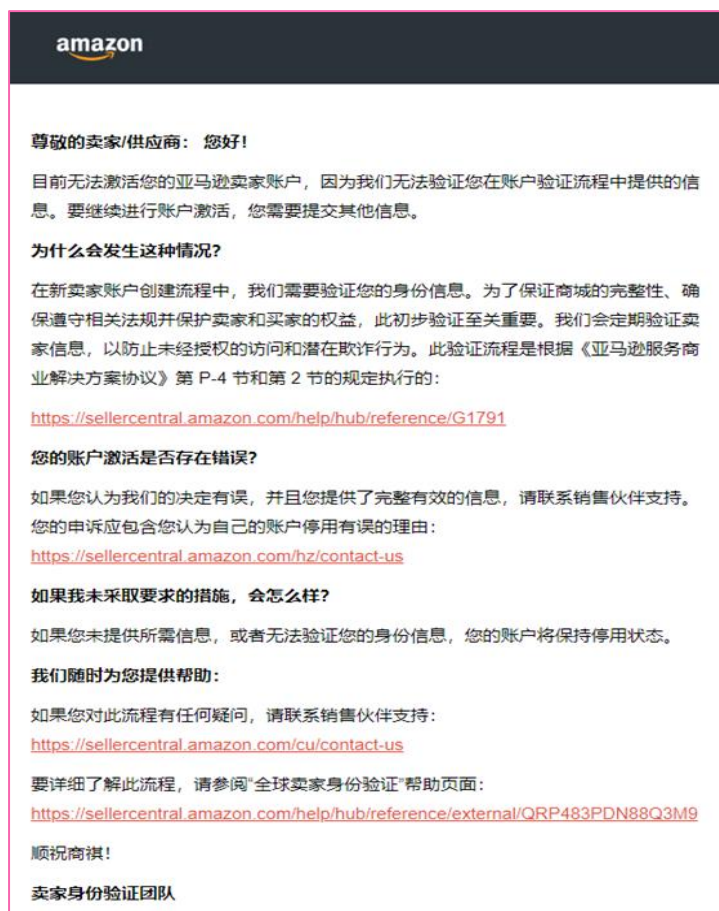 amazon
尊敬的卖家/供应商： 您好！
目前无法激活您的亚马逊卖家账户，因为我们无法验证您在账户验证流程中提供的信
息。要继续进行账户激活，您需要提交其他信息。
为什么会发生这种情况?
在新卖家账户创建流程中，我们需要验证您的身份信息。为了保证商城的完整性、确
保遵守相关法规并保护卖家和买家的权益，此初步验证至关重要。我们会定期验证卖
家信息，以防止未经授权的访问和潜在欺诈行为。此验证流程是根据《亚马逊服务商
业解决方案协议》第 P-4 节和第 2 节的规定执行的：
https://sellercentral.amazon.com/help/hub/reference/G1791
您的账户激活是否存在错误?
如果您认为我们的决定有误，并且您提供了完整有效的信息，请联系销售伙伴支持。
您的申诉应包含您认为自己的账户停用有误的理由：
https://sellercentral.amazon.com/hz/contact-us
如果我未采取要求的措施，会怎么样?
如果您未提供所需信息，或者无法验证您的身份信息，您的账户将保持停用状态。
我们随时为您提供帮助：
如果您对此流程有任何疑问，请联系销售伙伴支持：
https://sellercentral.amazon.com/cu/contact-us
要详细了解此流程，请参阅“全球卖家身份验证”帮助页面：
https://sellercentral.amazon.com/help/hub/reference/external/QRP483PDN88Q3M9
顺祝商祺！
卖家身份验证团队